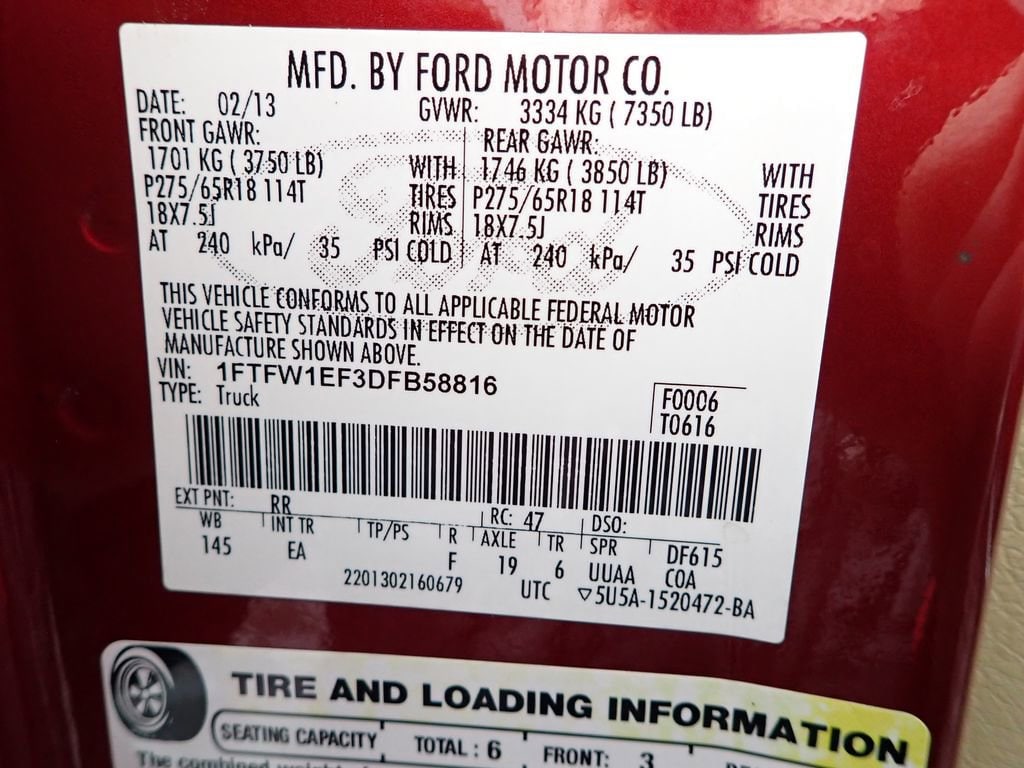 MFD. BY FORD MOTOR CO.
DATE: 02/13 GVWR: 3334 KG ( 7350 LB)
FRONT GAWR: REAR GAWR:
1701 KG ( 3750 LB) WITH 1746 KG ( 3850 LB) WITH
P275/65R18 114T TIRES P275/65R18 114T TIRES
18X7.5J RIMS 18X7.5J RIMS
AT 240 kPa/ 35 PSI COLD AT 240 kPa/ 35 PSI COLD
THIS VEHICLE CONFORMS TO ALL APPLICABLE FEDERAL MOTOR
VEHICLE SAFETY STANDARDS IN EFFECT ON THE DATE OF
MANUFACTURE SHOWN ABOVE.
VIN: 1FTFW1EF3DFB58816
TYPE: Truck
F0006
T0616
EXT PNT: RR RC: 47 DSO:
WB INT TR TP/PS R AXLE TR SPR DF615
145 EA F 19 6 UUAA COA
2201302160679 UTC ▽5U5A-1520472-BA
TIRE AND LOADING INFORMATION
SEATING CAPACITY TOTAL : 6 FRONT: 3
The combined